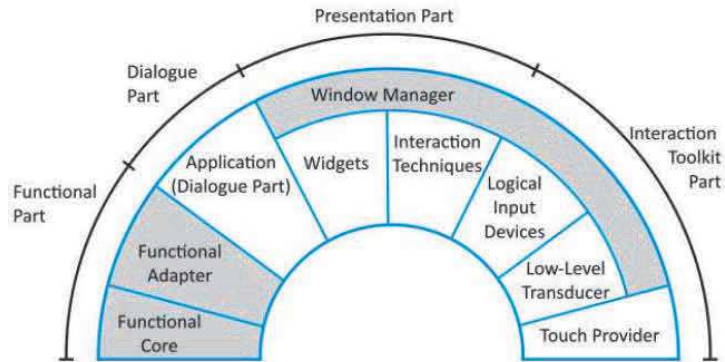 Presentation Part
Dialogue
Part
Window Manager
Interaction
Toolkit
Part
Functional
Part
Application
(Dialogue Part)
Widgets
Interaction
Techniques
Logical
Input
Devices
Functional
Adapter
Low-Level
Transducer
Functional
Core
Touch Provider